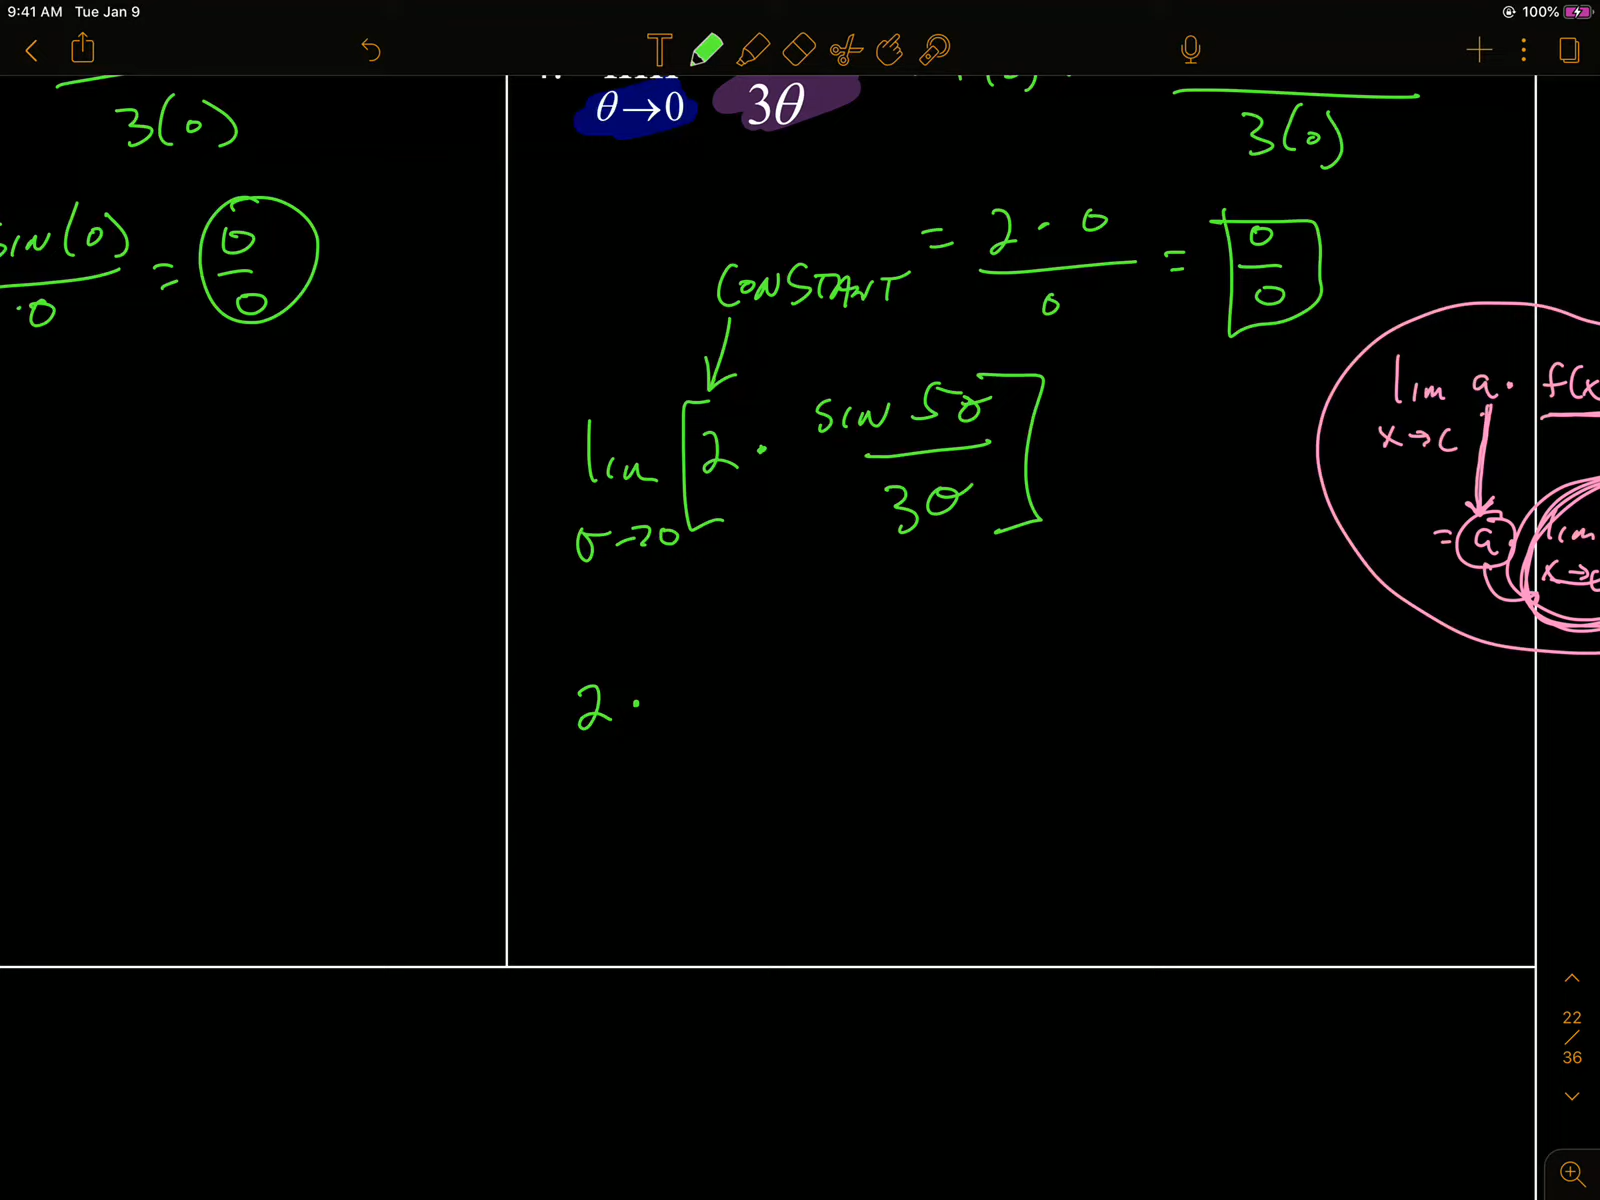 9:41 AM Tue Jan 9
100%
3(0)
θ→0 3θ
3(0)
sin(0) / ·0 = 0/0
= 2·0 / 0 = 0/0
CONSTANT
lim θ→0 [2 · sin 5θ / 3θ]
2 ·
lim x→c a· f(x
= a· lim x→c
22
/
36